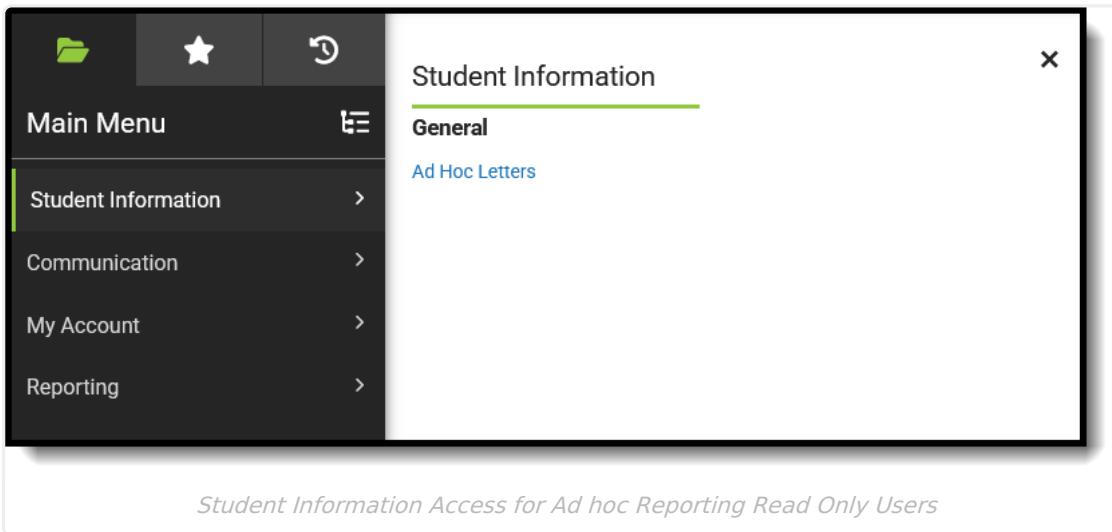 Main Menu
Student Information
Communication
My Account
Reporting
Student Information
General
Ad Hoc Letters
Student Information Access for Ad hoc Reporting Read Only Users